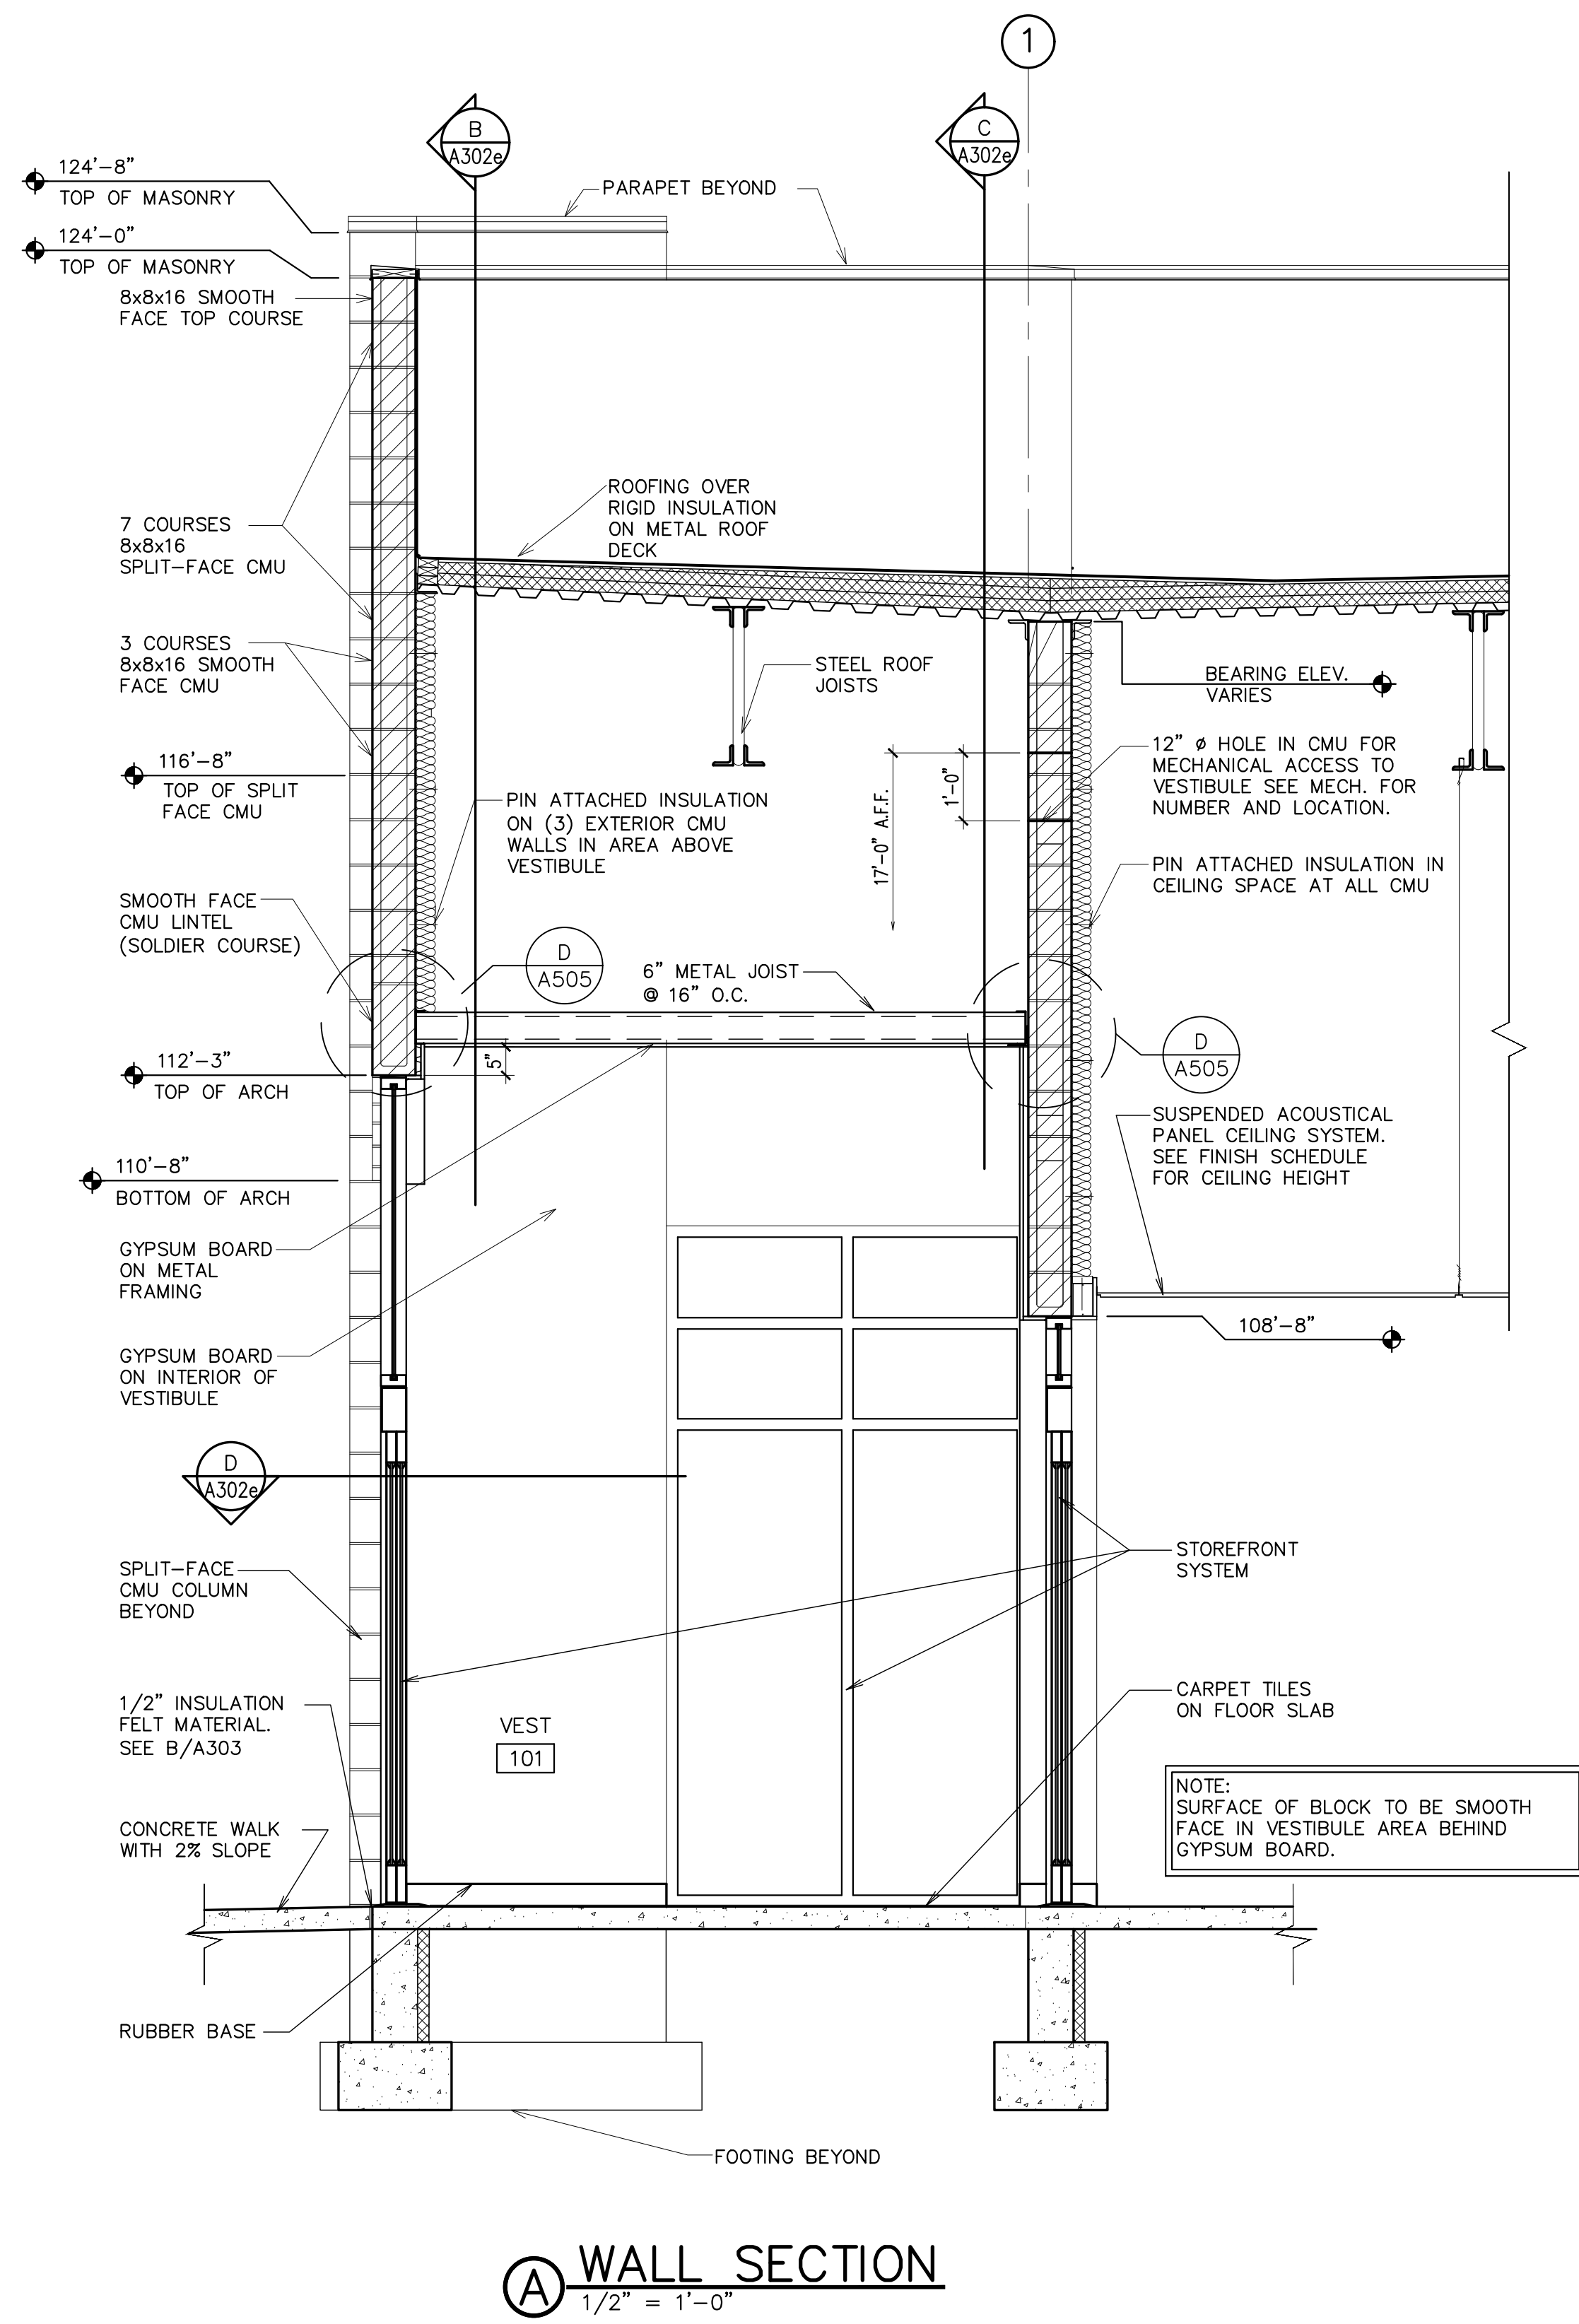 1
B
A302e
C
A302e
124'-8"
TOP OF MASONRY
PARAPET BEYOND
124'-0"
TOP OF MASONRY
8x8x16 SMOOTH
FACE TOP COURSE
ROOFING OVER
RIGID INSULATION
ON METAL ROOF
DECK
7 COURSES
8x8x16
SPLIT-FACE CMU
3 COURSES
8x8x16 SMOOTH
FACE CMU
STEEL ROOF
JOISTS
BEARING ELEV.
VARIES
116'-8"
TOP OF SPLIT
FACE CMU
12" Ø HOLE IN CMU FOR
MECHANICAL ACCESS TO
VESTIBULE SEE MECH. FOR
NUMBER AND LOCATION.
1'-0"
17'-0" A.F.F.
PIN ATTACHED INSULATION
ON (3) EXTERIOR CMU
WALLS IN AREA ABOVE
VESTIBULE
PIN ATTACHED INSULATION IN
CEILING SPACE AT ALL CMU
SMOOTH FACE
CMU LINTEL
(SOLDIER COURSE)
D
A505
6" METAL JOIST
@ 16" O.C.
D
A505
5"
112'-3"
TOP OF ARCH
SUSPENDED ACOUSTICAL
PANEL CEILING SYSTEM.
SEE FINISH SCHEDULE
FOR CEILING HEIGHT
110'-8"
BOTTOM OF ARCH
GYPSUM BOARD
ON METAL
FRAMING
108'-8"
GYPSUM BOARD
ON INTERIOR OF
VESTIBULE
D
A302e
SPLIT-FACE
CMU COLUMN
BEYOND
STOREFRONT
SYSTEM
1/2" INSULATION
FELT MATERIAL.
SEE B/A303
VEST
101
CARPET TILES
ON FLOOR SLAB
NOTE:
SURFACE OF BLOCK TO BE SMOOTH
FACE IN VESTIBULE AREA BEHIND
GYPSUM BOARD.
CONCRETE WALK
WITH 2% SLOPE
RUBBER BASE
FOOTING BEYOND
A
WALL SECTION
1/2" = 1'-0"